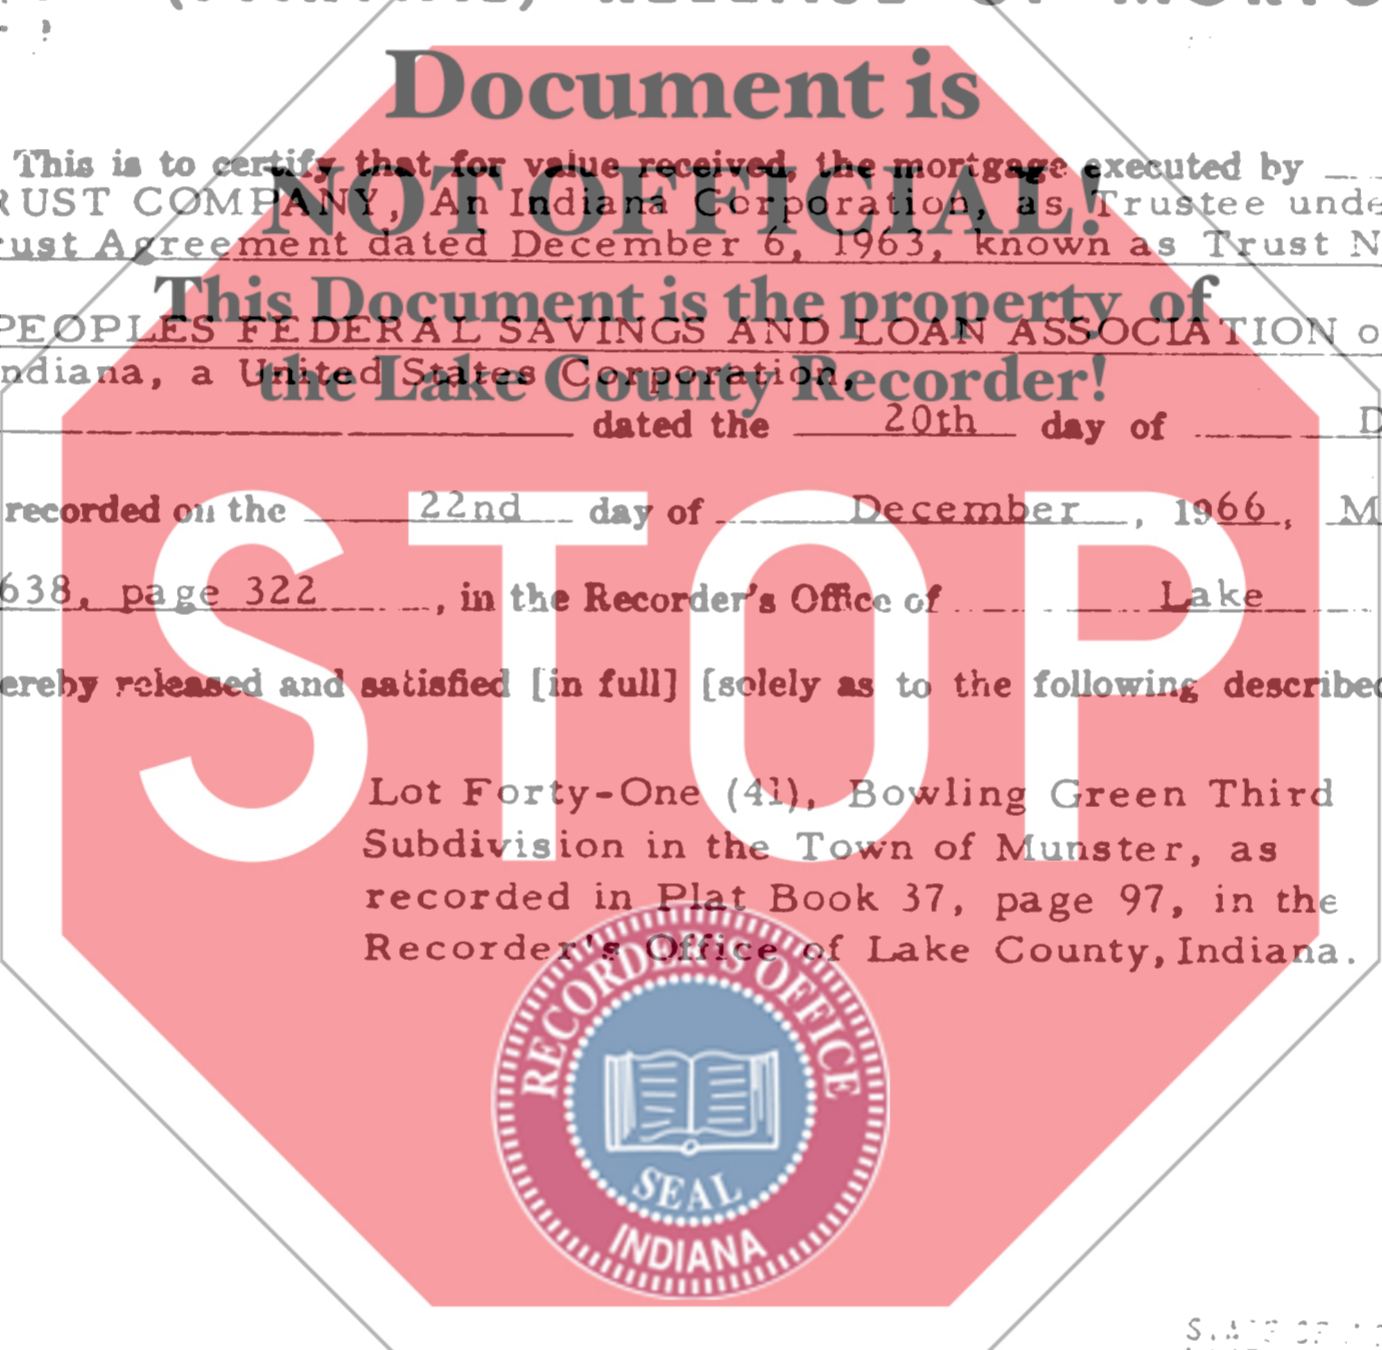 RELEASE OF
Document is
This is to certify that for value received, the mortgage executed by
NOT OFFICIAL!
RUST COMPANY, An Indiana Corporation, as Trustee unde
ust Agreement dated December 6, 1963, known as Trust N
This Document is the property of
PEOPLES FEDERAL SAVINGS AND LOAN ASSOCIATION o
ndiana, a United States Corporation,
the Lake County Recorder!
dated the 20th day of D
recorded on the 22nd day of December, 1966, M
STOP
638, page 322, in the Recorder's Office of Lake
ereby released and satisfied [in full] [solely as to the following described
Lot Forty-One (41), Bowling Green Third
Subdivision in the Town of Munster, as
recorded in Plat Book 37, page 97, in the
Recorder's Office of Lake County, Indiana.
RECORDER'S OFFICE
SEAL
INDIANA